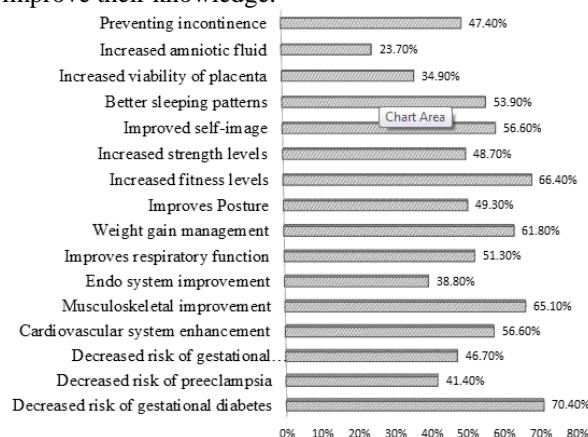 improve their knowledge.
Preventing incontinence 47.40%
Increased amniotic fluid 23.70%
Increased viability of placenta 34.90%
Better sleeping patterns 53.90%
Chart Area
Improved self-image 56.60%
Increased strength levels 48.70%
Increased fitness levels 66.40%
Improves Posture 49.30%
Weight gain management 61.80%
Improves respiratory function 51.30%
Endo system improvement 38.80%
Musculoskeletal improvement 65.10%
Cardiovascular system enhancement 56.60%
Decreased risk of gestational... 46.70%
Decreased risk of preeclampsia 41.40%
Decreased risk of gestational diabetes 70.40%
0% 10% 20% 30% 40% 50% 60% 70% 80%